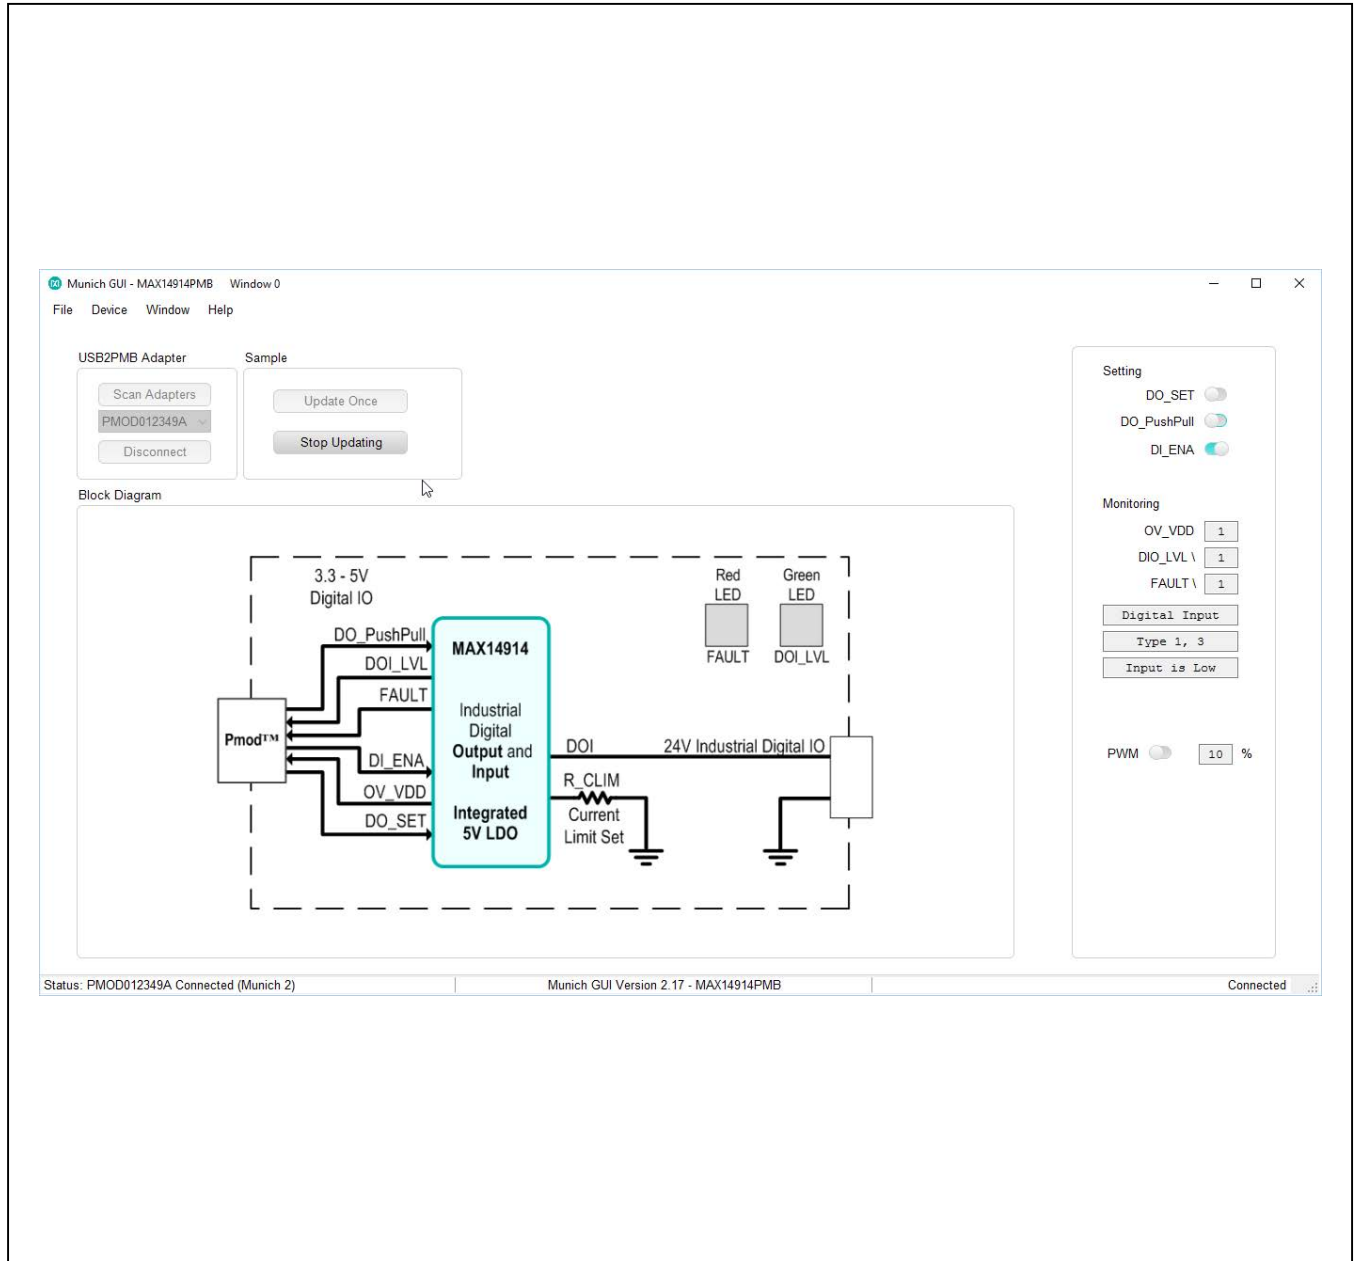 Munich GUI - MAX14914PMB Window 0
File Device Window Help
USB2PMB Adapter
Scan Adapters
PMOD012349A
Disconnect
Sample
Update Once
Stop Updating
Block Diagram
3.3 - 5V
Digital IO
DO_PushPull
DOI_LVL
FAULT
Pmod™
DI_ENA
OV_VDD
DO_SET
MAX14914
Industrial
Digital
Output and
Input
Integrated
5V LDO
Red
LED
FAULT
Green
LED
DOI_LVL
DOI
24V Industrial Digital IO
R_CLIM
Current
Limit Set
Setting
DO_SET
DO_PushPull
DI_ENA
Monitoring
OV_VDD 1
DIO_LVL \ 1
FAULT \ 1
Digital Input
Type 1, 3
Input is Low
PWM 10 %
Status: PMOD012349A Connected (Munich 2)
Munich GUI Version 2.17 - MAX14914PMB
Connected